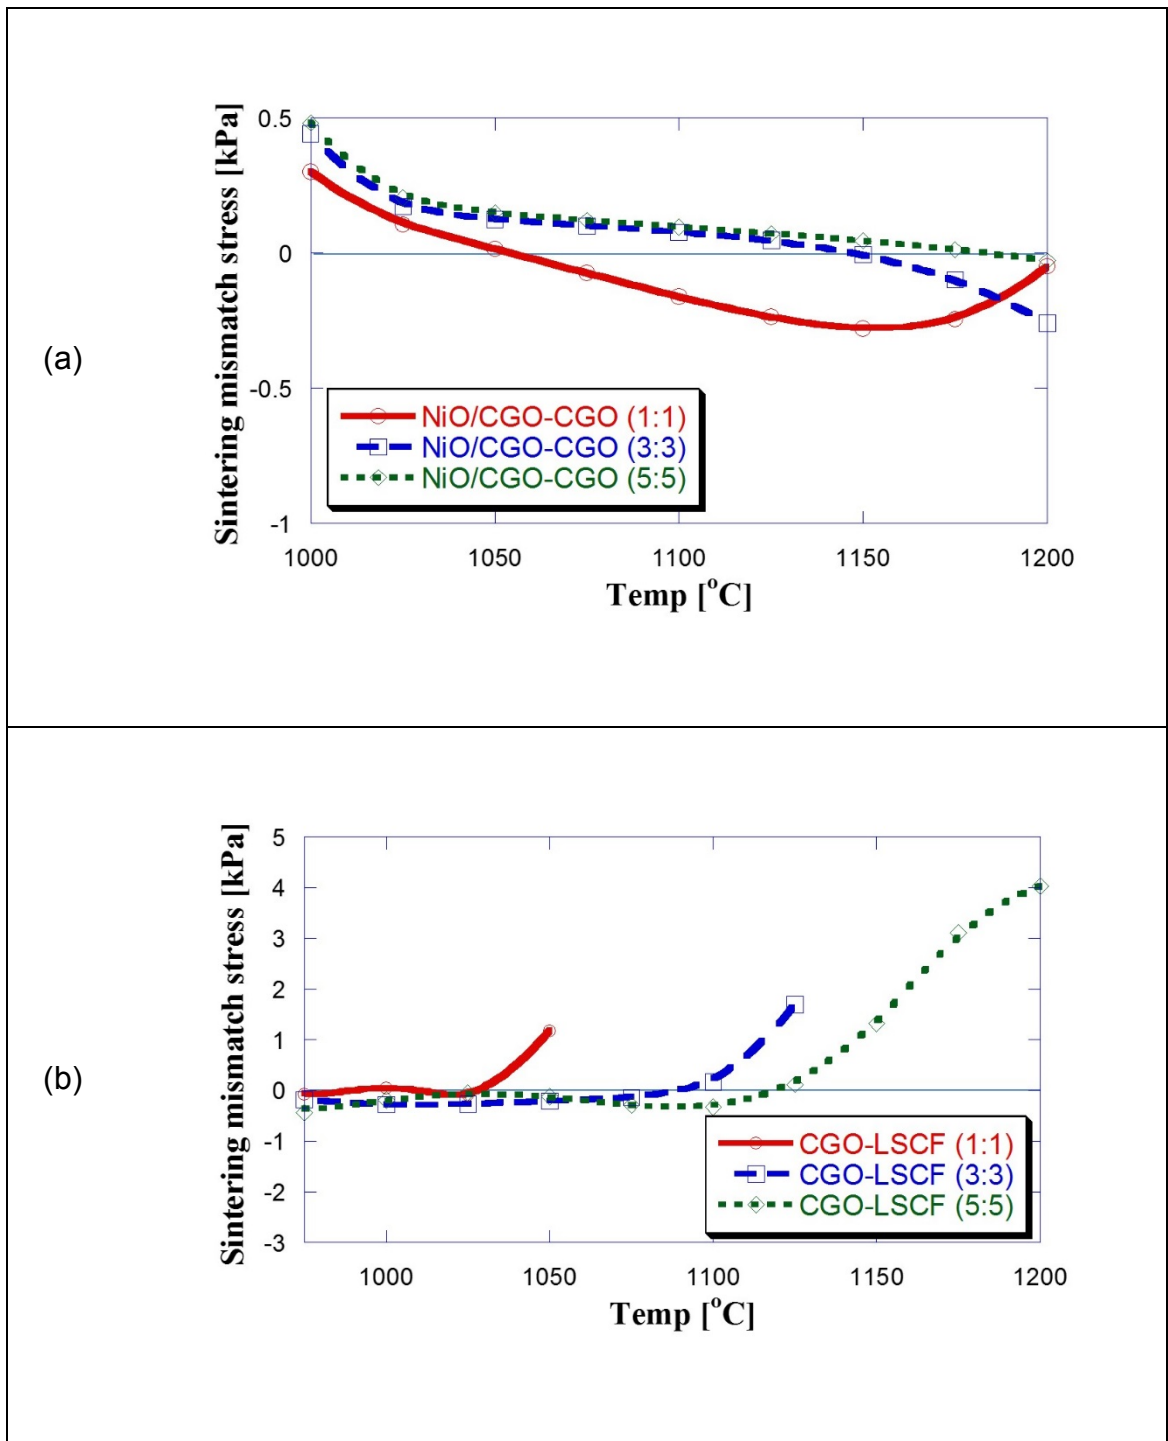 (a)
Sintering mismatch stress [kPa]
0.5
0
-0.5
-1
NiO/CGO-CGO (1:1)
NiO/CGO-CGO (3:3)
NiO/CGO-CGO (5:5)
1000 1050 1100 1150 1200
Temp [°C]
(b)
Sintering mismatch stress [kPa]
5
4
3
2
1
0
-1
-2
-3
CGO-LSCF (1:1)
CGO-LSCF (3:3)
CGO-LSCF (5:5)
1000 1050 1100 1150 1200
Temp [°C]